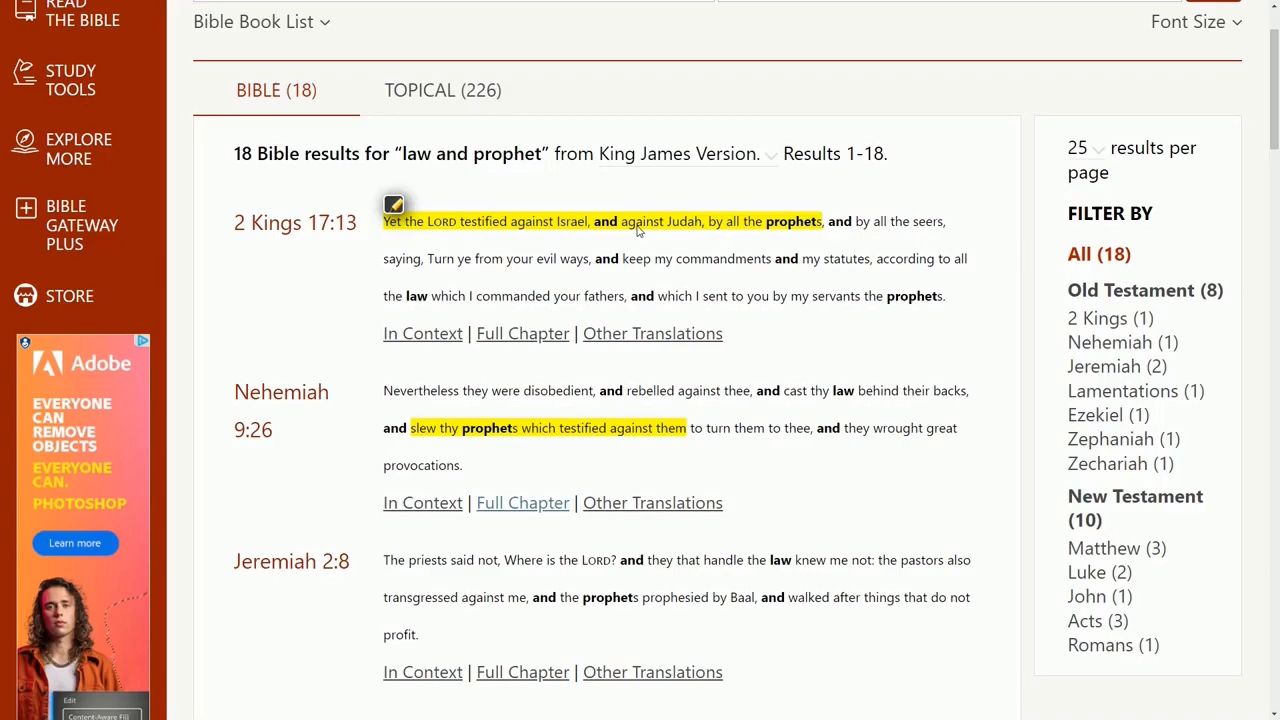 READ
THE BIBLE
STUDY
TOOLS
EXPLORE
MORE
BIBLE
GATEWAY
PLUS
STORE
Adobe
EVERYONE
CAN
REMOVE
OBJECTS
EVERYONE
CAN.
PHOTOSHOP
Learn more
Edit
Content-Aware Fill
Bible Book List
Font Size
BIBLE (18)
TOPICAL (226)
18 Bible results for “law and prophet” from King James Version. Results 1-18.
2 Kings 17:13
Yet the LORD testified against Israel, and against Judah, by all the prophets, and by all the seers,
saying, Turn ye from your evil ways, and keep my commandments and my statutes, according to all
the law which I commanded your fathers, and which I sent to you by my servants the prophets.
In Context | Full Chapter | Other Translations
Nehemiah
9:26
Nevertheless they were disobedient, and rebelled against thee, and cast thy law behind their backs,
and slew thy prophets which testified against them to turn them to thee, and they wrought great
provocations.
In Context | Full Chapter | Other Translations
Jeremiah 2:8
The priests said not, Where is the LORD? and they that handle the law knew me not: the pastors also
transgressed against me, and the prophets prophesied by Baal, and walked after things that do not
profit.
In Context | Full Chapter | Other Translations
25 results per
page
FILTER BY
All (18)
Old Testament (8)
2 Kings (1)
Nehemiah (1)
Jeremiah (2)
Lamentations (1)
Ezekiel (1)
Zephaniah (1)
Zechariah (1)
New Testament
(10)
Matthew (3)
Luke (2)
John (1)
Acts (3)
Romans (1)